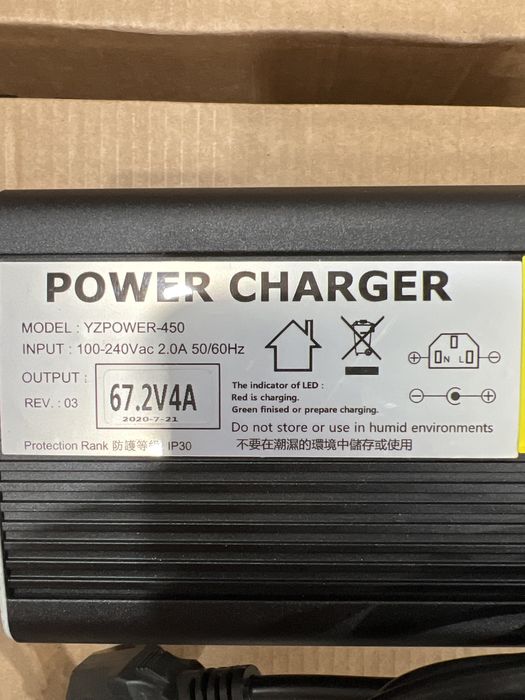 POWER CHARGER
MODEL : YZPOWER-450
INPUT : 100-240Vac 2.0A 50/60Hz
OUTPUT :
67.2V4A
2020-7-21
REV. : 03
Protection Rank 防護等級 IP30
N L
The indicator of LED :
Red is charging.
Green finised or prepare charging.
Do not store or use in humid environments
不要在潮濕的環境中儲存或使用